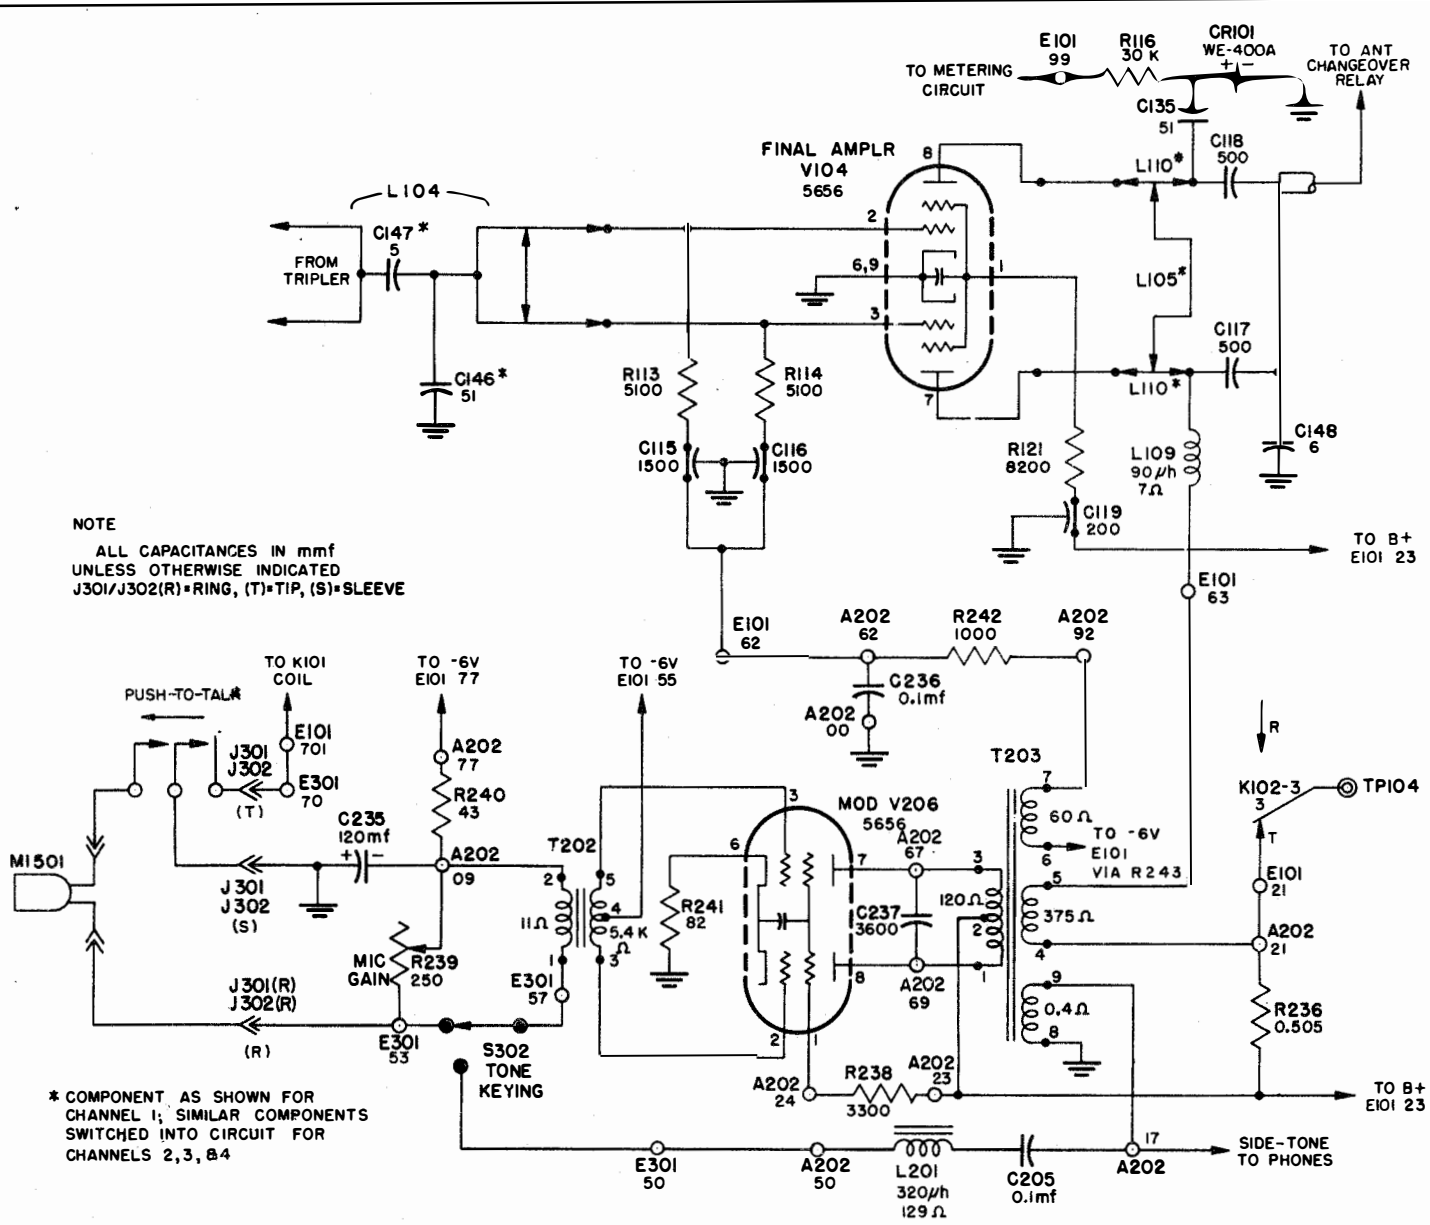 E101
99
R116
30 K
CR101
WE-400A
+ -
TO METERING
CIRCUIT
TO ANT
CHANGEOVER
RELAY
C135
51
C118
500
L110*
FINAL AMPLR
V104
5656
8
2
6,9
1
3
7
L104
C147*
5
FROM
TRIPLER
C146*
51
L105*
C117
500
L110*
R113
5100
R114
5100
C115
1500
C116
1500
R121
8200
L109
90µh
7Ω
C148
6
C119
200
TO B+
E101 23
NOTE
ALL CAPACITANCES IN mmf
UNLESS OTHERWISE INDICATED
J301/J302(R)=RING, (T)=TIP, (S)=SLEEVE
E101
63
E101
62
A202
62
R242
1000
A202
92
C236
0.1mf
A202
00
TO K101
COIL
TO -6V
E101 77
TO -6V
E101 55
PUSH-TO-TALK
E101
701
J301
J302
(T)
E301
70
A202
77
R240
43
C235
120mf
+ -
A202
09
M1501
J301
J302
(S)
MIC
GAIN
R239
250
J301(R)
J302(R)
(R)
E301
53
T202
2
11Ω
1
5
4
5.4K
Ω
3
E301
57
S302
TONE
KEYING
R241
82
MOD V206
5656
3
6
7
8
2
1
A202
67
C237
3600
A202
69
T203
3
120Ω
2
1
7
60Ω
6
TO -6V
E101
VIA R243
5
375Ω
4
9
0.4Ω
8
R
K102-3
3
TP104
T
E101
21
A202
21
R236
0.505
A202
24
R238
3300
A202
23
TO B+
E101 23
* COMPONENT AS SHOWN FOR
CHANNEL 1; SIMILAR COMPONENTS
SWITCHED INTO CIRCUIT FOR
CHANNELS 2,3, &4
E301
50
A202
50
L201
320µh
129Ω
C205
0.1mf
17
A202
SIDE-TONE
TO PHONES